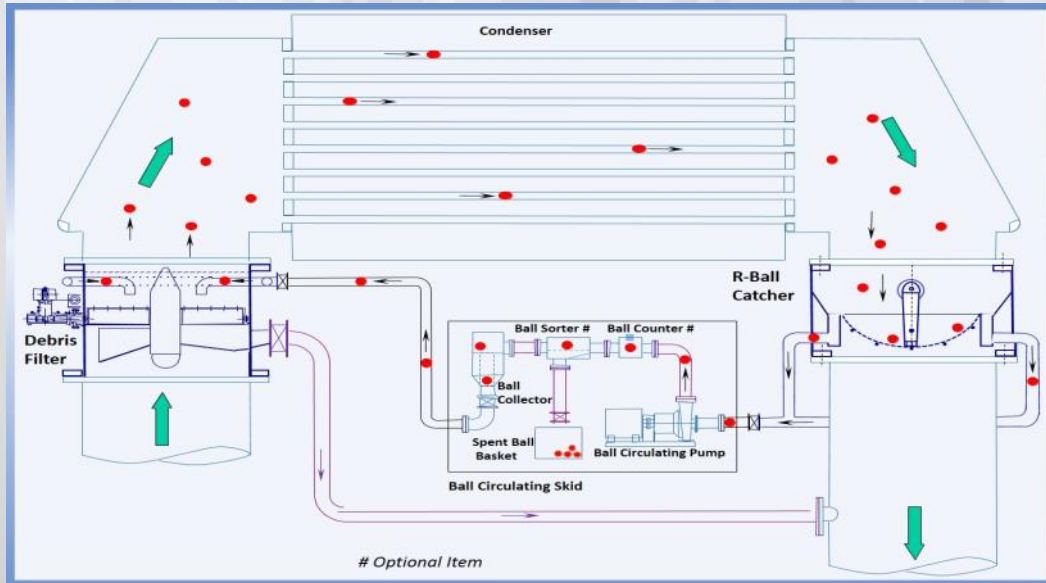 Condenser
R-Ball
Catcher
Debris
Filter
Ball Sorter #
Ball Counter #
Ball
Collector
Spent Ball
Basket
Ball Circulating Pump
Ball Circulating Skid
# Optional Item